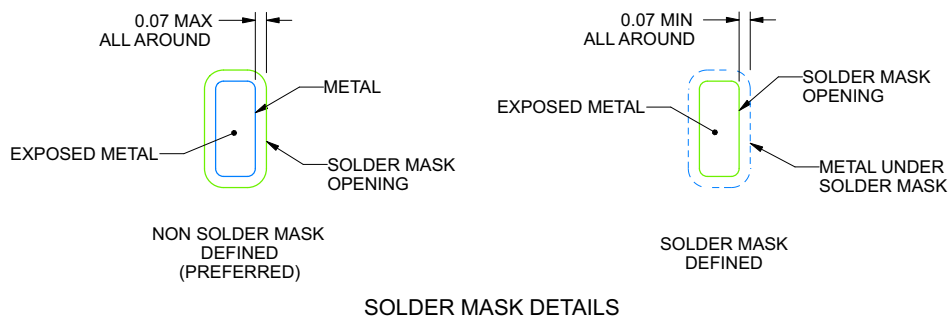 0.07 MAX
ALL AROUND
METAL
EXPOSED METAL
SOLDER MASK
OPENING
NON SOLDER MASK
DEFINED
(PREFERRED)
0.07 MIN
ALL AROUND
SOLDER MASK
OPENING
EXPOSED METAL
METAL UNDER
SOLDER MASK
SOLDER MASK
DEFINED
SOLDER MASK DETAILS